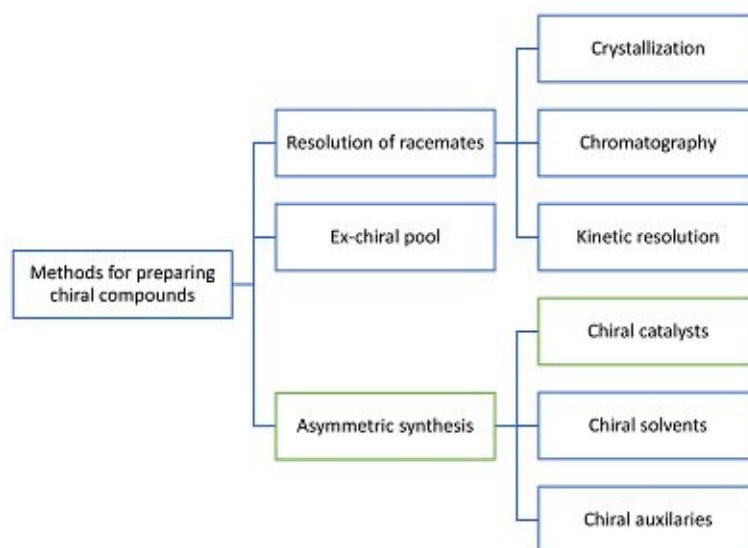 Methods for preparing
chiral compounds
Resolution of racemates
Crystallization
Chromatography
Kinetic resolution
Ex-chiral pool
Asymmetric synthesis
Chiral catalysts
Chiral solvents
Chiral auxilaries